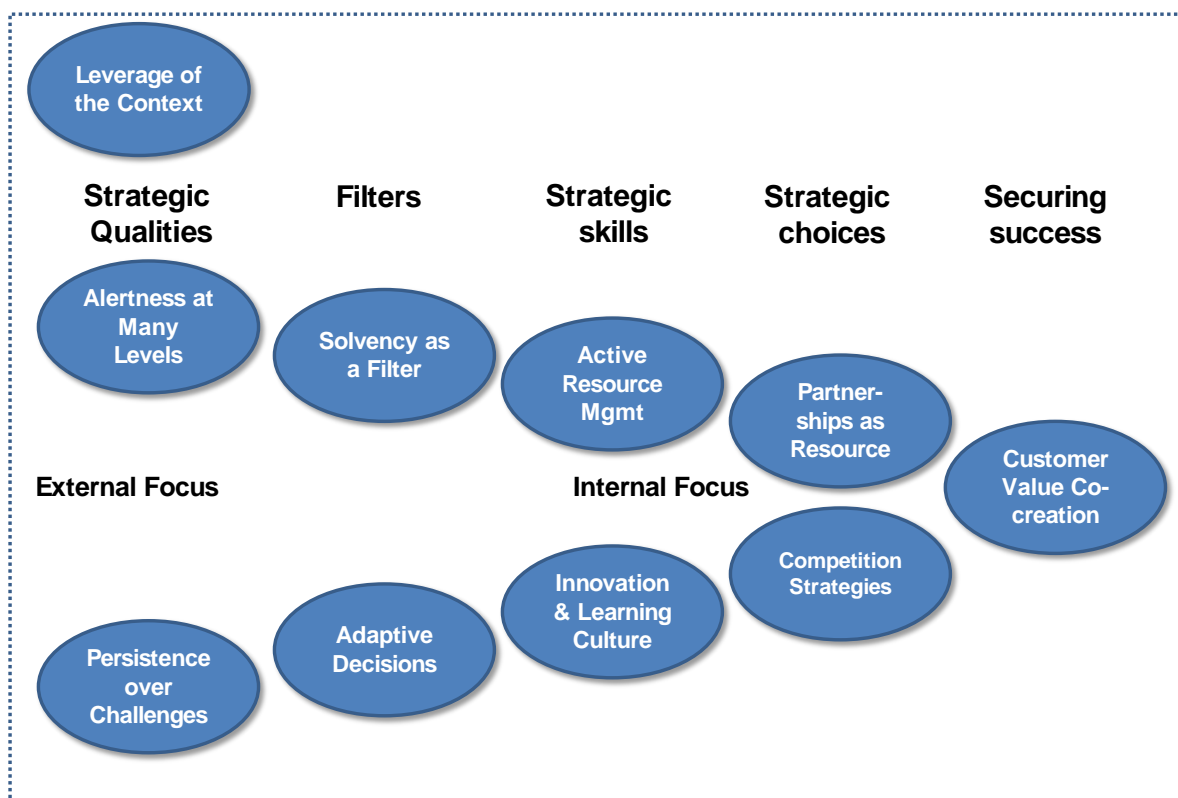 Leverage of
the Context
Strategic
Qualities
Filters
Strategic
skills
Strategic
choices
Securing
success
Alertness at
Many
Levels
Solvency as
a Filter
Active
Resource
Mgmt
Partner-
ships as
Resource
Customer
Value Co-
creation
External Focus
Internal Focus
Competition
Strategies
Innovation
& Learning
Culture
Adaptive
Decisions
Persistence
over
Challenges